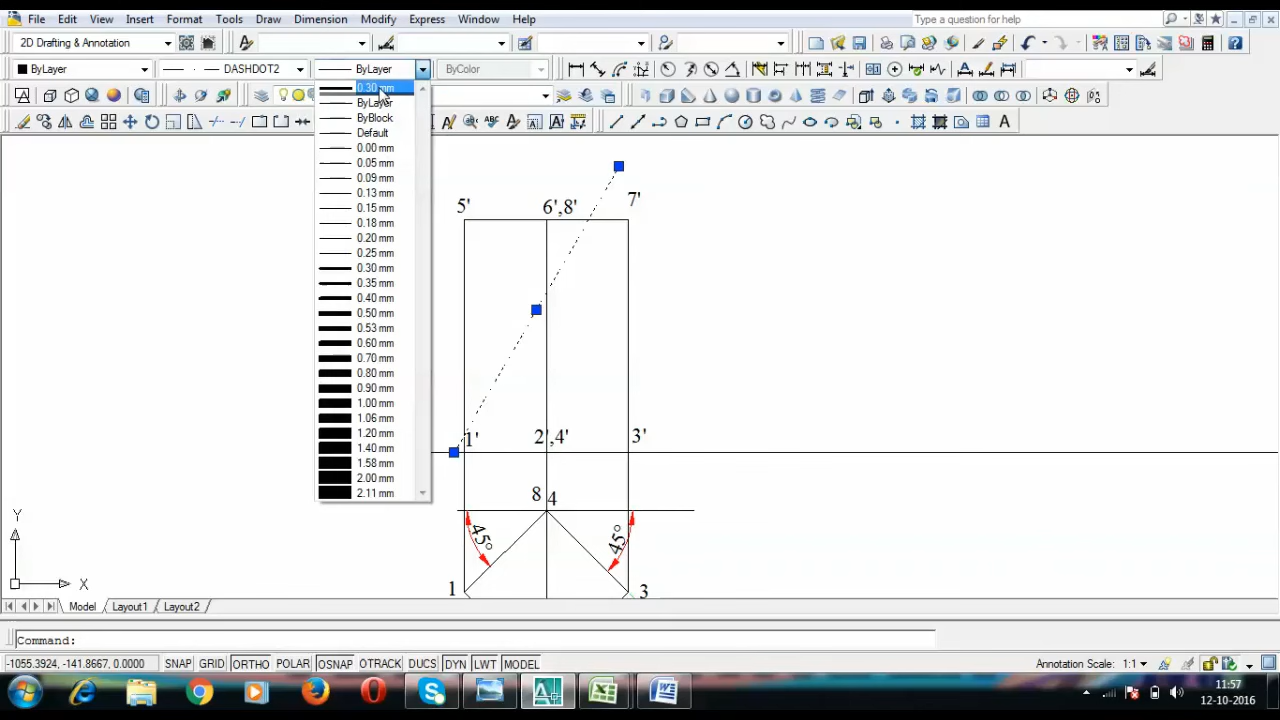 File Edit View Insert Format Tools Draw Dimension Modify Express Window Help Type a question for help
2D Drafting & Annotation
ByLayer DASHDOT2 ByLayer ByColor
0.30 mm
ByLayer
ByBlock
Default
0.00 mm
0.05 mm
0.09 mm
0.13 mm
0.15 mm
0.18 mm
0.20 mm
0.25 mm
0.30 mm
0.35 mm
0.40 mm
0.50 mm
0.53 mm
0.60 mm
0.70 mm
0.80 mm
0.90 mm
1.00 mm
1.06 mm
1.20 mm
1.40 mm
1.58 mm
2.00 mm
2.11 mm
5' 6',8' 7'
1' 2',4' 3'
8 4
45° 45°
1 3
Y
X
Model Layout1 Layout2
Command:
-1055.3924, -141.8667, 0.0000 SNAP GRID ORTHO POLAR OSNAP OTRACK DUCS DYN LWT MODEL Annotation Scale: 1:1
11:57
12-10-2016